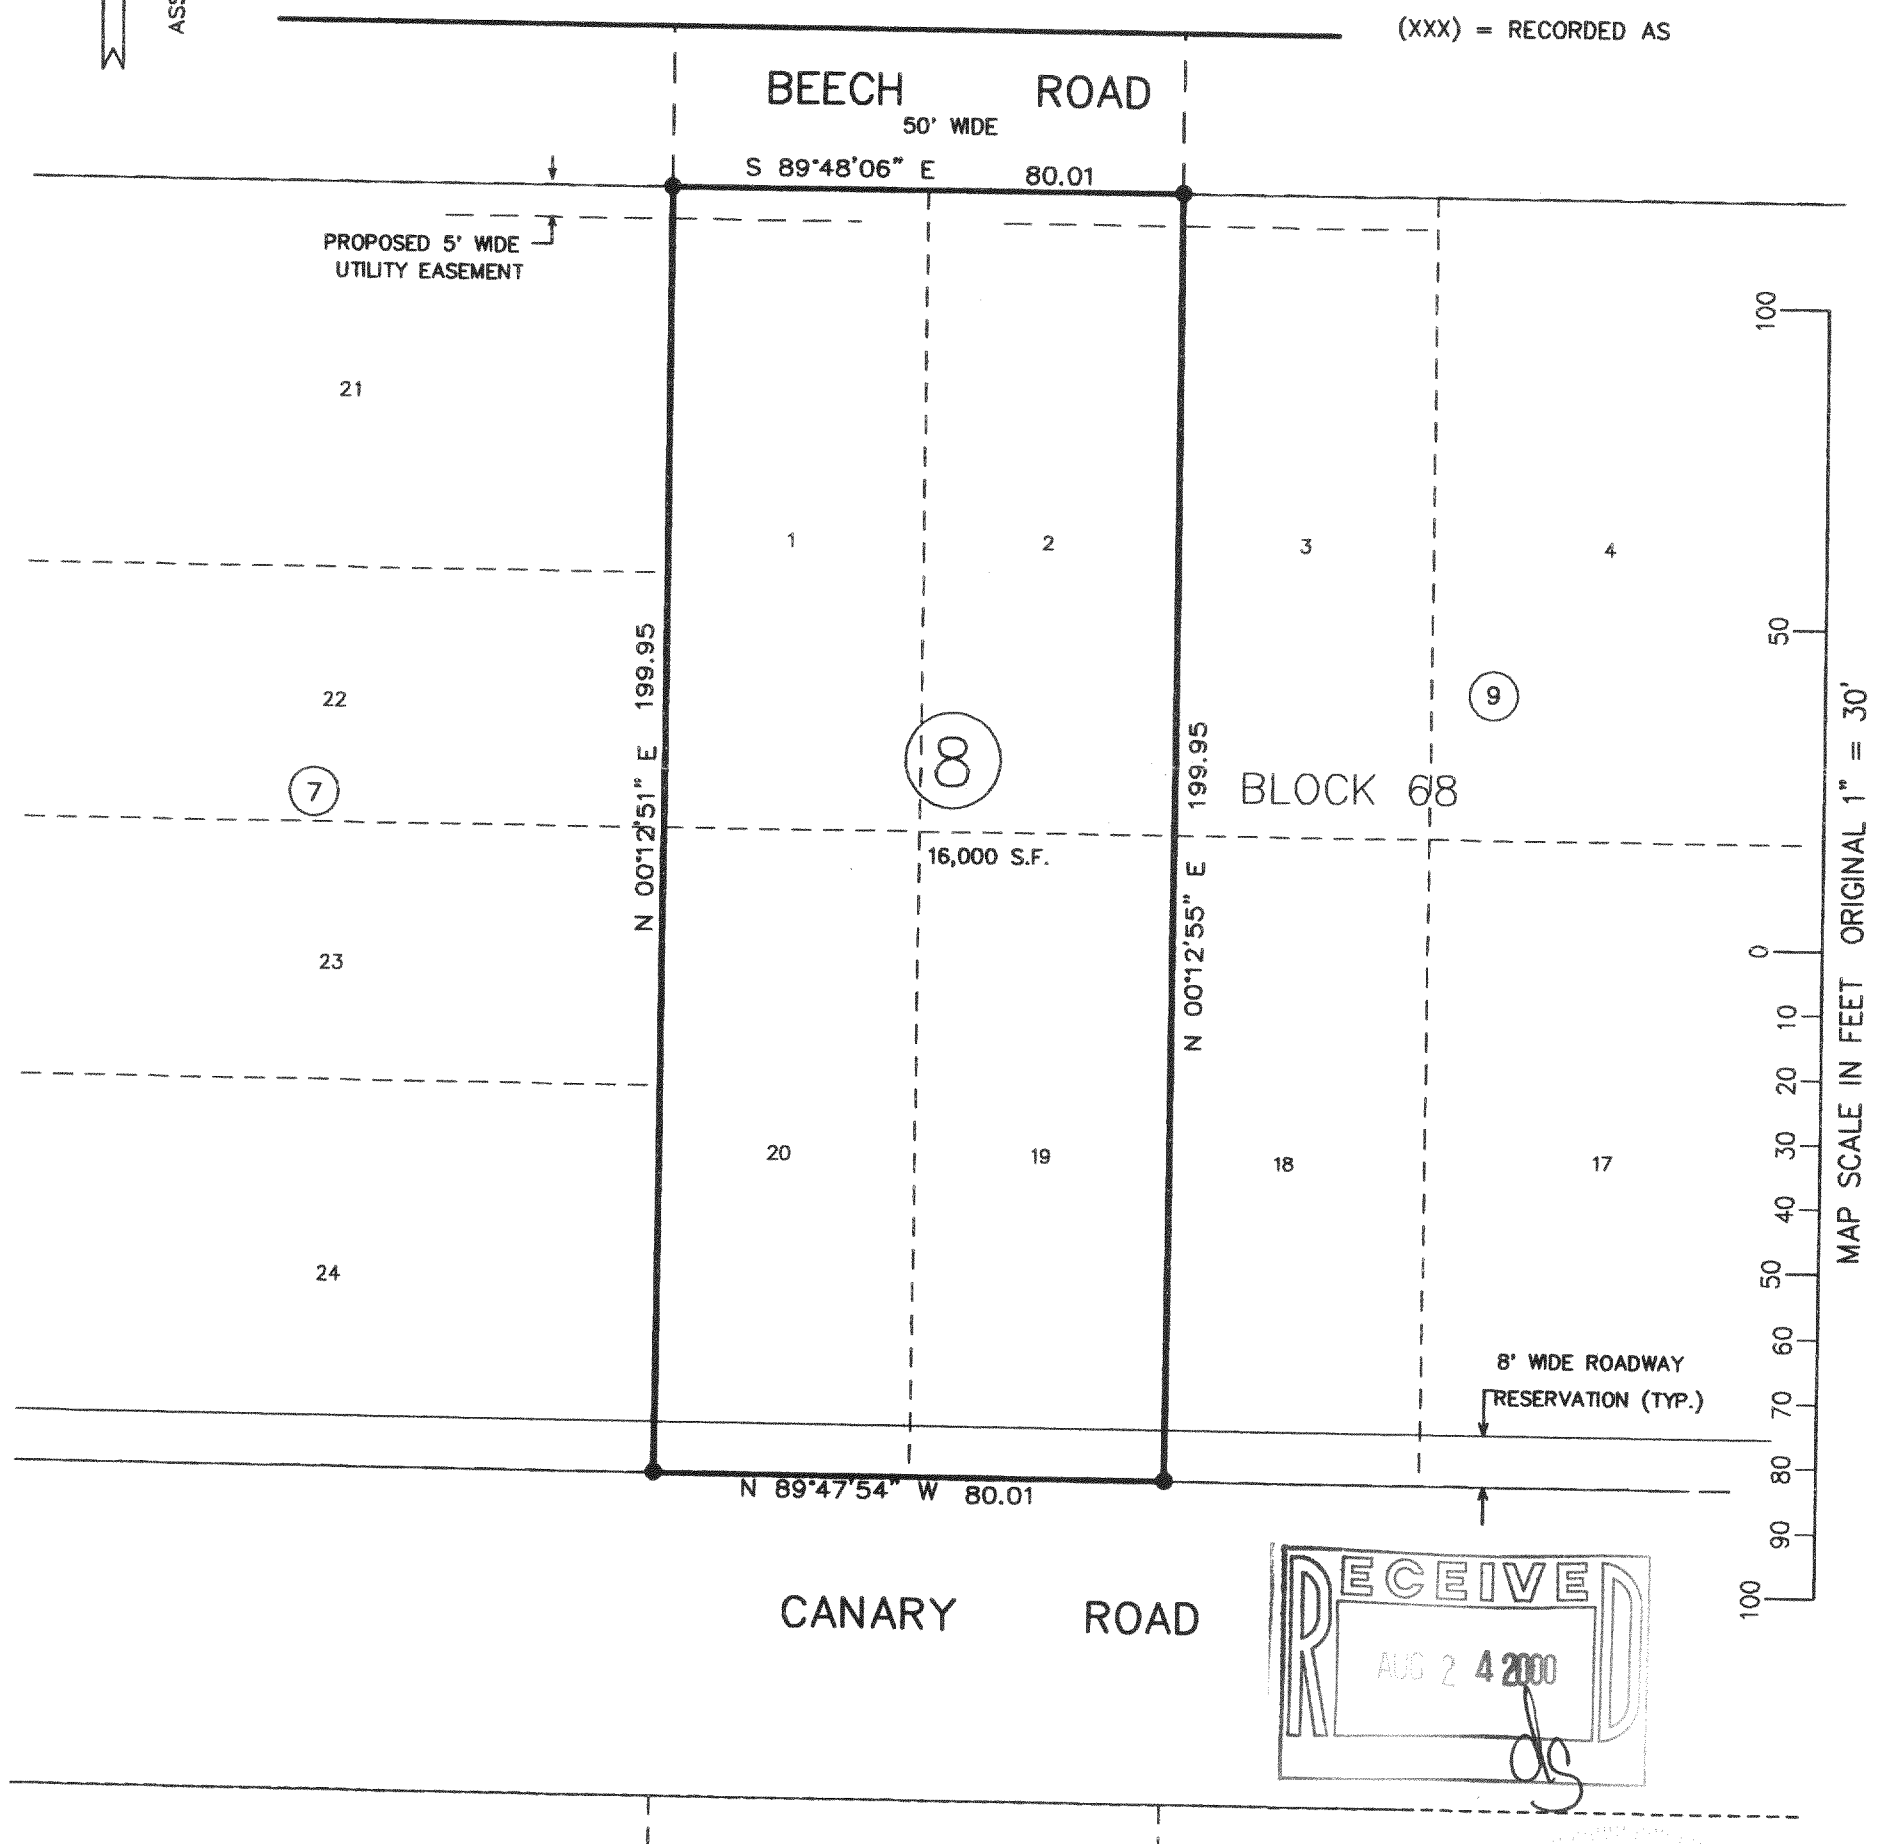 ASS
(XXX) = RECORDED AS
BEECH ROAD
50' WIDE
S 89°48'06" E 80.01
PROPOSED 5' WIDE
UTILITY EASEMENT
100
21
1
2
3
4
50
N 00°12'51" E 199.95
22
9
8
7
N 00°12'55" E 199.95
BLOCK 68
16,000 S.F.
MAP SCALE IN FEET ORIGINAL 1" = 30'
0
23
10
20
30
20
19
18
17
40
24
50
60
8' WIDE ROADWAY
RESERVATION (TYP.)
70
80
N 89°47'54" W 80.01
90
RECEIVED
100
CANARY ROAD
AUG 2 4 2000
ds